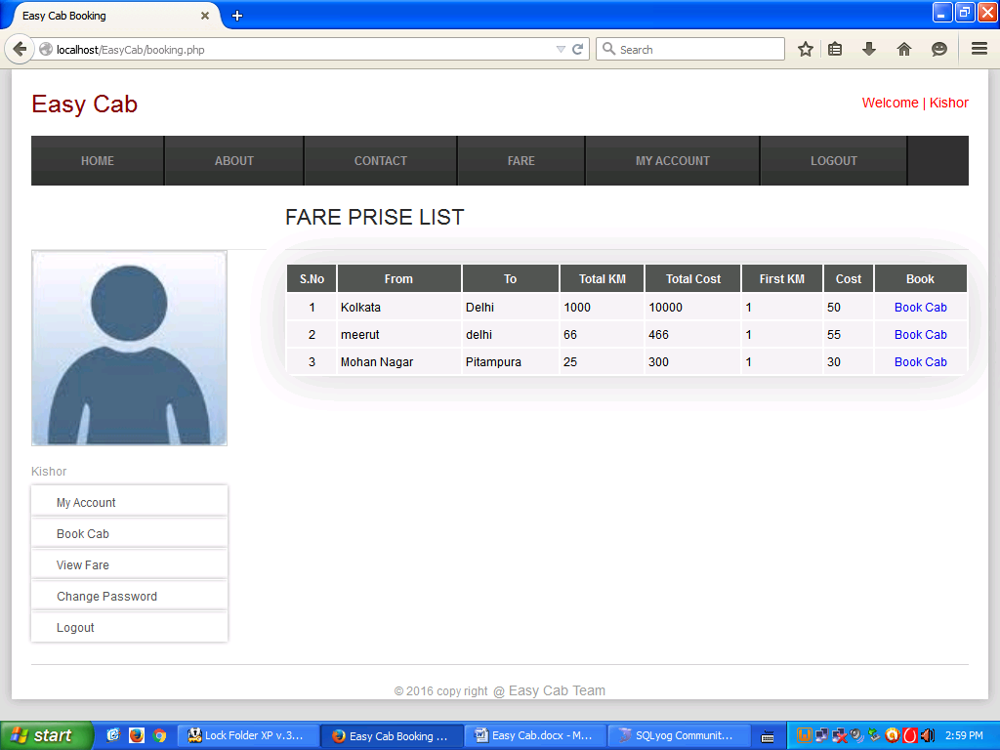 Easy Cab Booking
localhost/EasyCab/booking.php
Search
Easy Cab
Welcome | Kishor
HOME ABOUT CONTACT FARE MY ACCOUNT LOGOUT
FARE PRISE LIST
S.No From To Total KM Total Cost First KM Cost Book
1 Kolkata Delhi 1000 10000 1 50 Book Cab
2 meerut delhi 66 466 1 55 Book Cab
3 Mohan Nagar Pitampura 25 300 1 30 Book Cab
Kishor
My Account
Book Cab
View Fare
Change Password
Logout
© 2016 copy right @ Easy Cab Team
start Lock Folder XP v.3... Easy Cab Booking ... Easy Cab.docx - M... SQLyog Communit... 2:59 PM